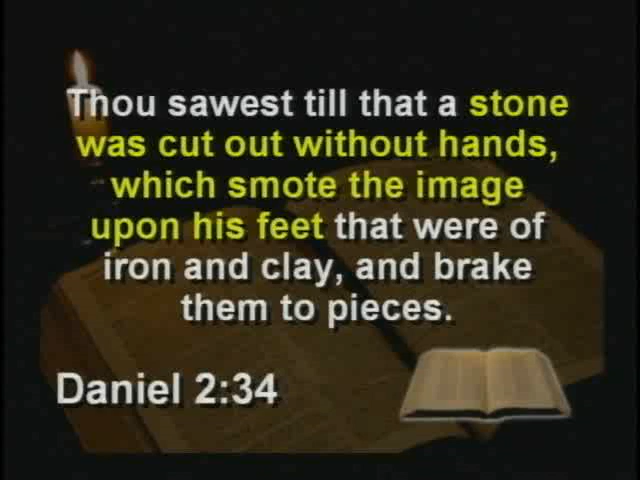 Thou sawest till that a stone
was cut out without hands,
which smote the image
upon his feet that were of
iron and clay, and brake
them to pieces.
Daniel 2:34